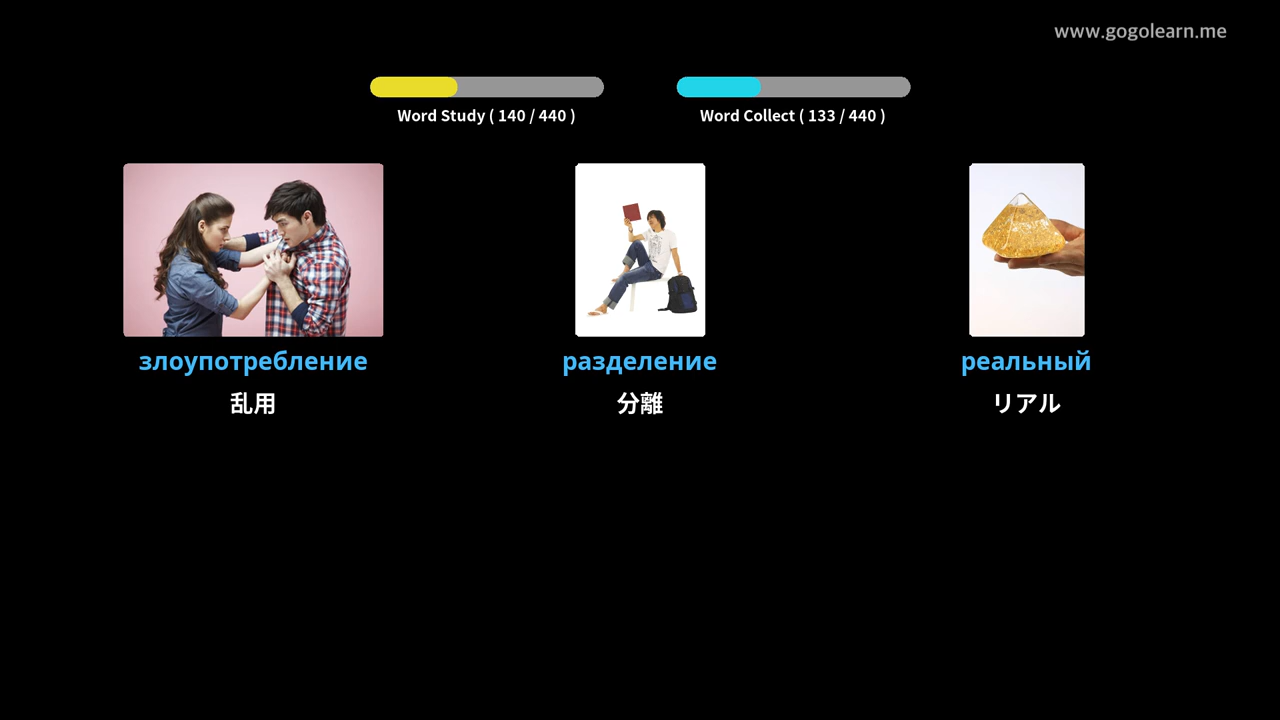 www.gogolearn.me
Word Study ( 140 / 440 )
Word Collect ( 133 / 440 )
злоупотребление
乱用
разделение
分離
реальный
リアル